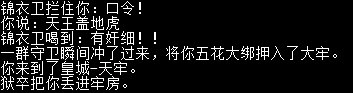 锦衣卫拦住你：口令！
你说：天王盖地虎
锦衣卫喝到：有奸细！！
一群守卫瞬间冲了过来，将你五花大绑押入了大牢。
你来到了皇城-天牢。
狱卒把你丢进牢房。